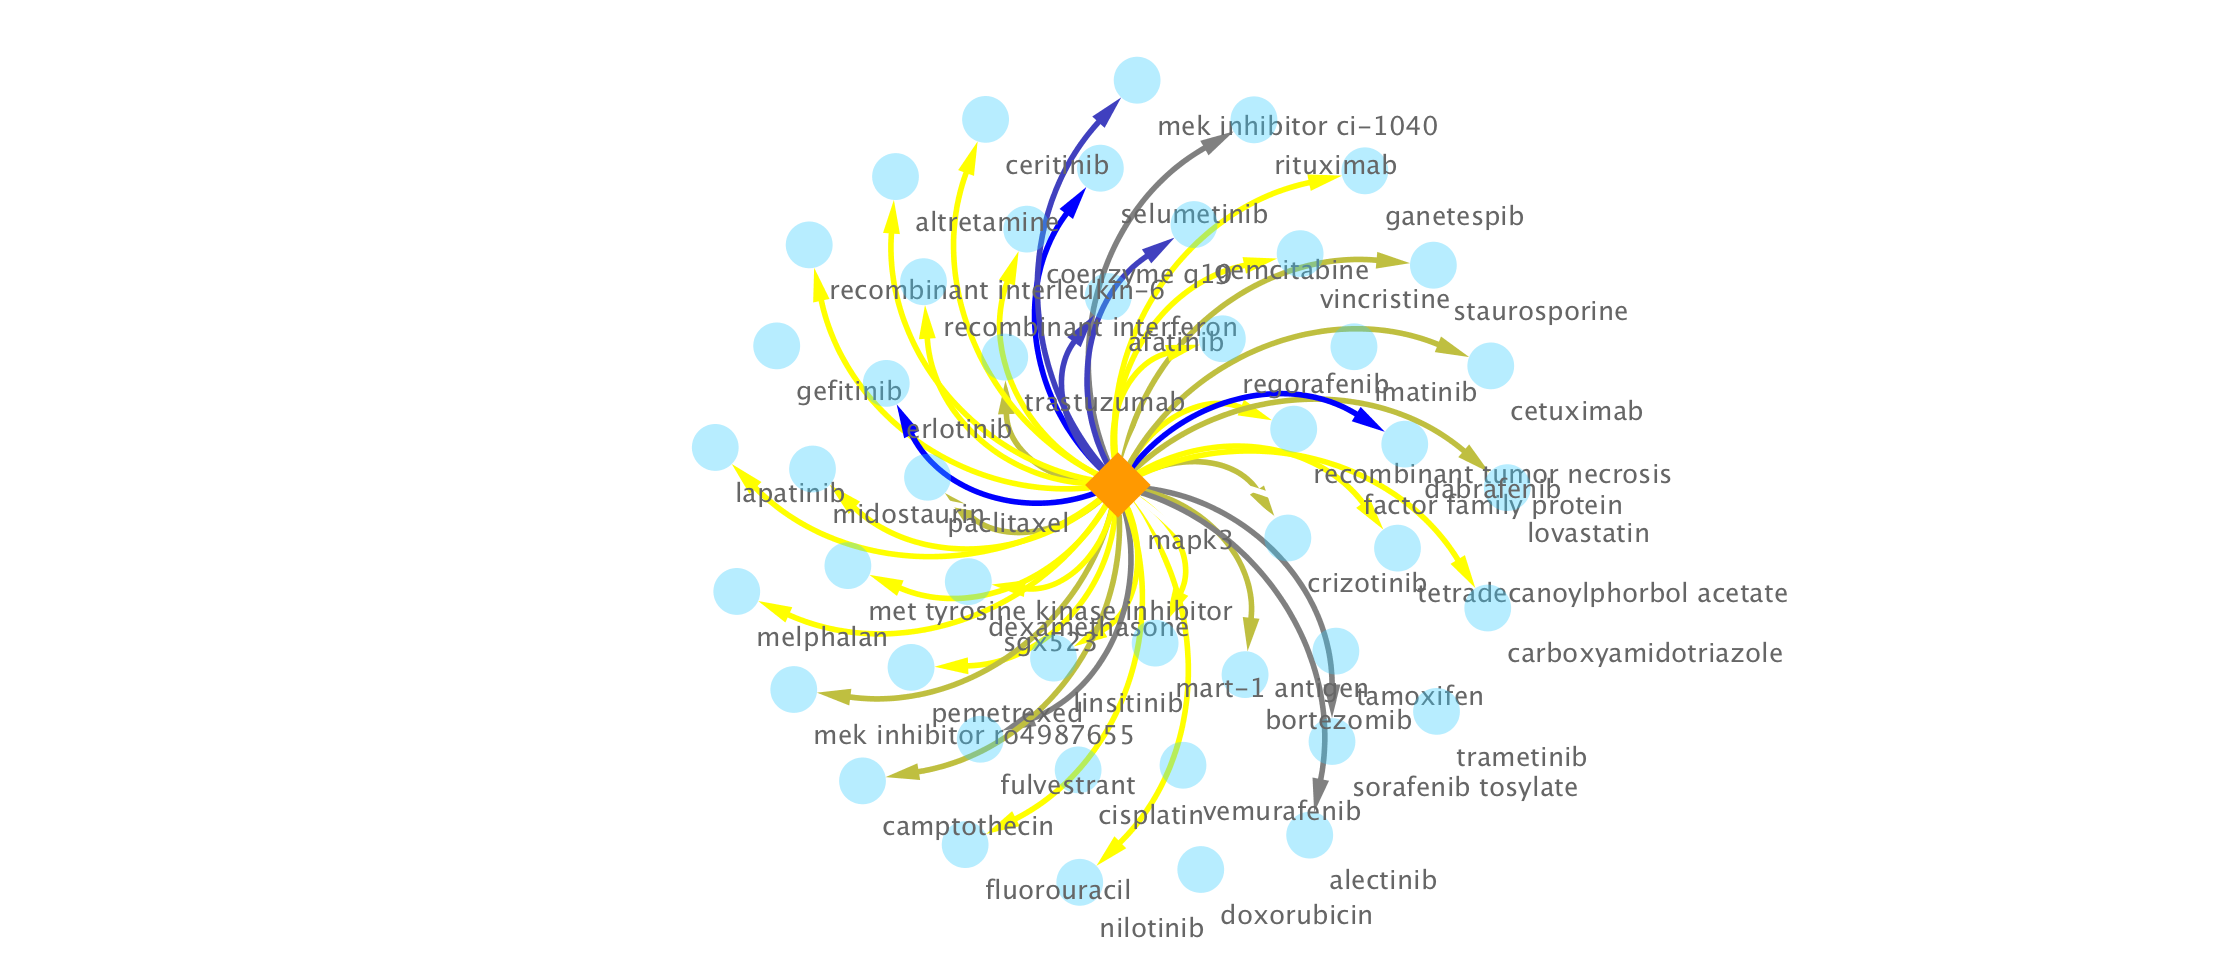 mek inhibitor ci-1040
ceritinib
rituximab
altretamine
selumetinib
ganetespib
coenzyme q10
gemcitabine
recombinant interleukin-6
vincristine
staurosporine
recombinant interferon
afatinib
gefitinib
trastuzumab
regorafenib
imatinib
cetuximab
erlotinib
recombinant tumor necrosis
factor family protein
dabrafenib
lapatinib
midostaurin
paclitaxel
lovastatin
mapk3
crizotinib
tetradecanoylphorbol acetate
met tyrosine kinase inhibitor
sgx523
dexamethasone
melphalan
carboxyamidotriazole
pemetrexed
linsitinib
mart-1 antigen
tamoxifen
bortezomib
mek inhibitor ro4987655
trametinib
fulvestrant
sorafenib tosylate
cisplatin
vemurafenib
camptothecin
fluorouracil
alectinib
nilotinib
doxorubicin